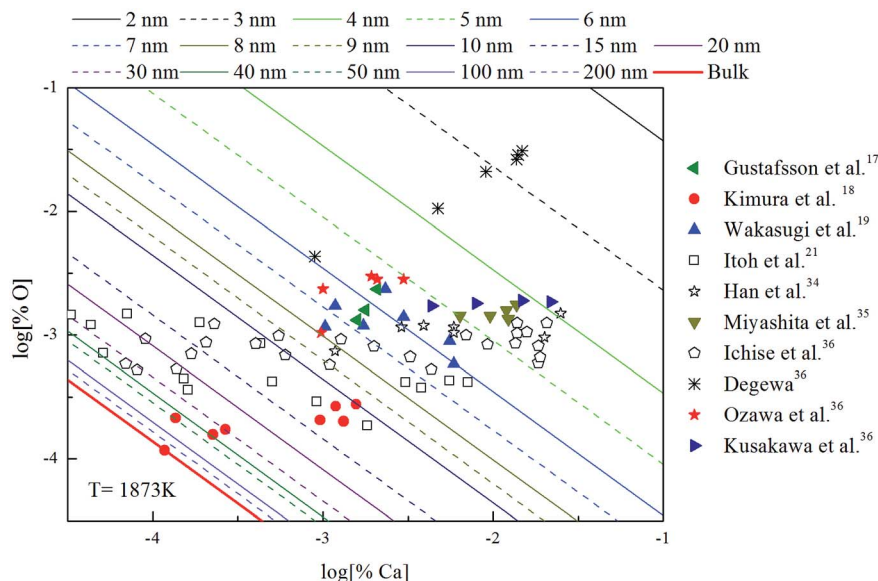 2 nm 3 nm 4 nm 5 nm 6 nm
7 nm 8 nm 9 nm 10 nm 15 nm 20 nm
30 nm 40 nm 50 nm 100 nm 200 nm Bulk
-1
-2
-3
-4
log[% O]
T= 1873K
-4 -3 -2 -1
log[% Ca]
Gustafsson et al.17
Kimura et al. 18
Wakasugi et al.19
Itoh et al.21
Han et al.34
Miyashita et al.35
Ichise et al.36
Degewa36
Ozawa et al.36
Kusakawa et al.36